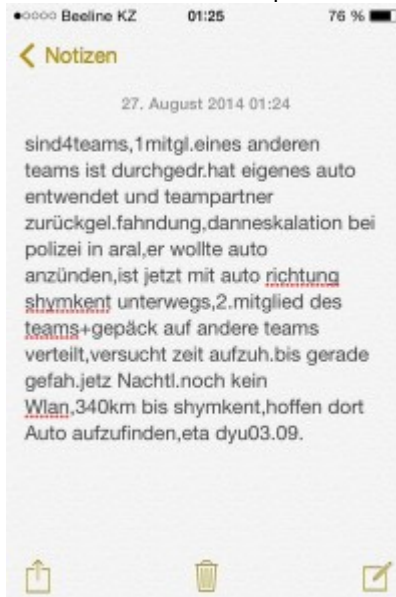 ●○○○○ Beeline KZ 01:25 76 %
Notizen
27. August 2014 01:24
sind4teams,1mitgl.eines anderen
teams ist durchgedr.hat eigenes auto
entwendet und teampartner
zurückgel.fahndung,danneskalation bei
polizei in aral,er wollte auto
anzünden,ist jetzt mit auto richtung
shymkent unterwegs,2.mitglied des
teams+gepäck auf andere teams
verteilt,versucht zeit aufzuh.bis gerade
gefah.jetz Nachtl.noch kein
Wlan,340km bis shymkent,hoffen dort
Auto aufzufinden,eta dyu03.09.